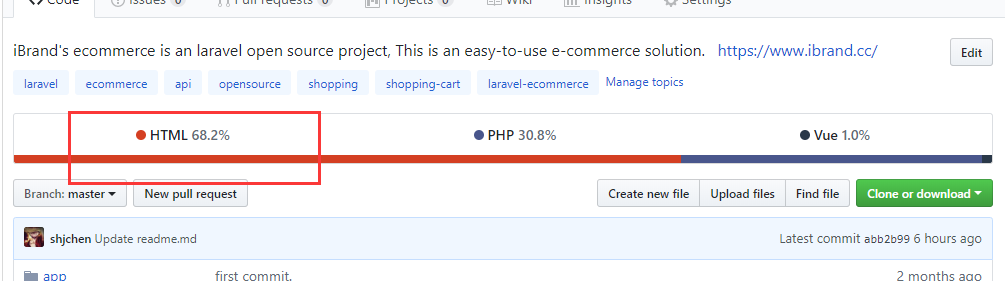 Code Issues 0 Pull requests 0 Projects 0 Wiki Insights Settings
iBrand's ecommerce is an laravel open source project, This is an easy-to-use e-commerce solution. https://www.ibrand.cc/ Edit
laravel ecommerce api opensource shopping shopping-cart laravel-ecommerce Manage topics
HTML 68.2% PHP 30.8% Vue 1.0%
Branch: master New pull request Create new file Upload files Find file Clone or download
shjchen Update readme.md Latest commit abb2b99 6 hours ago
app first commit. 2 months ago